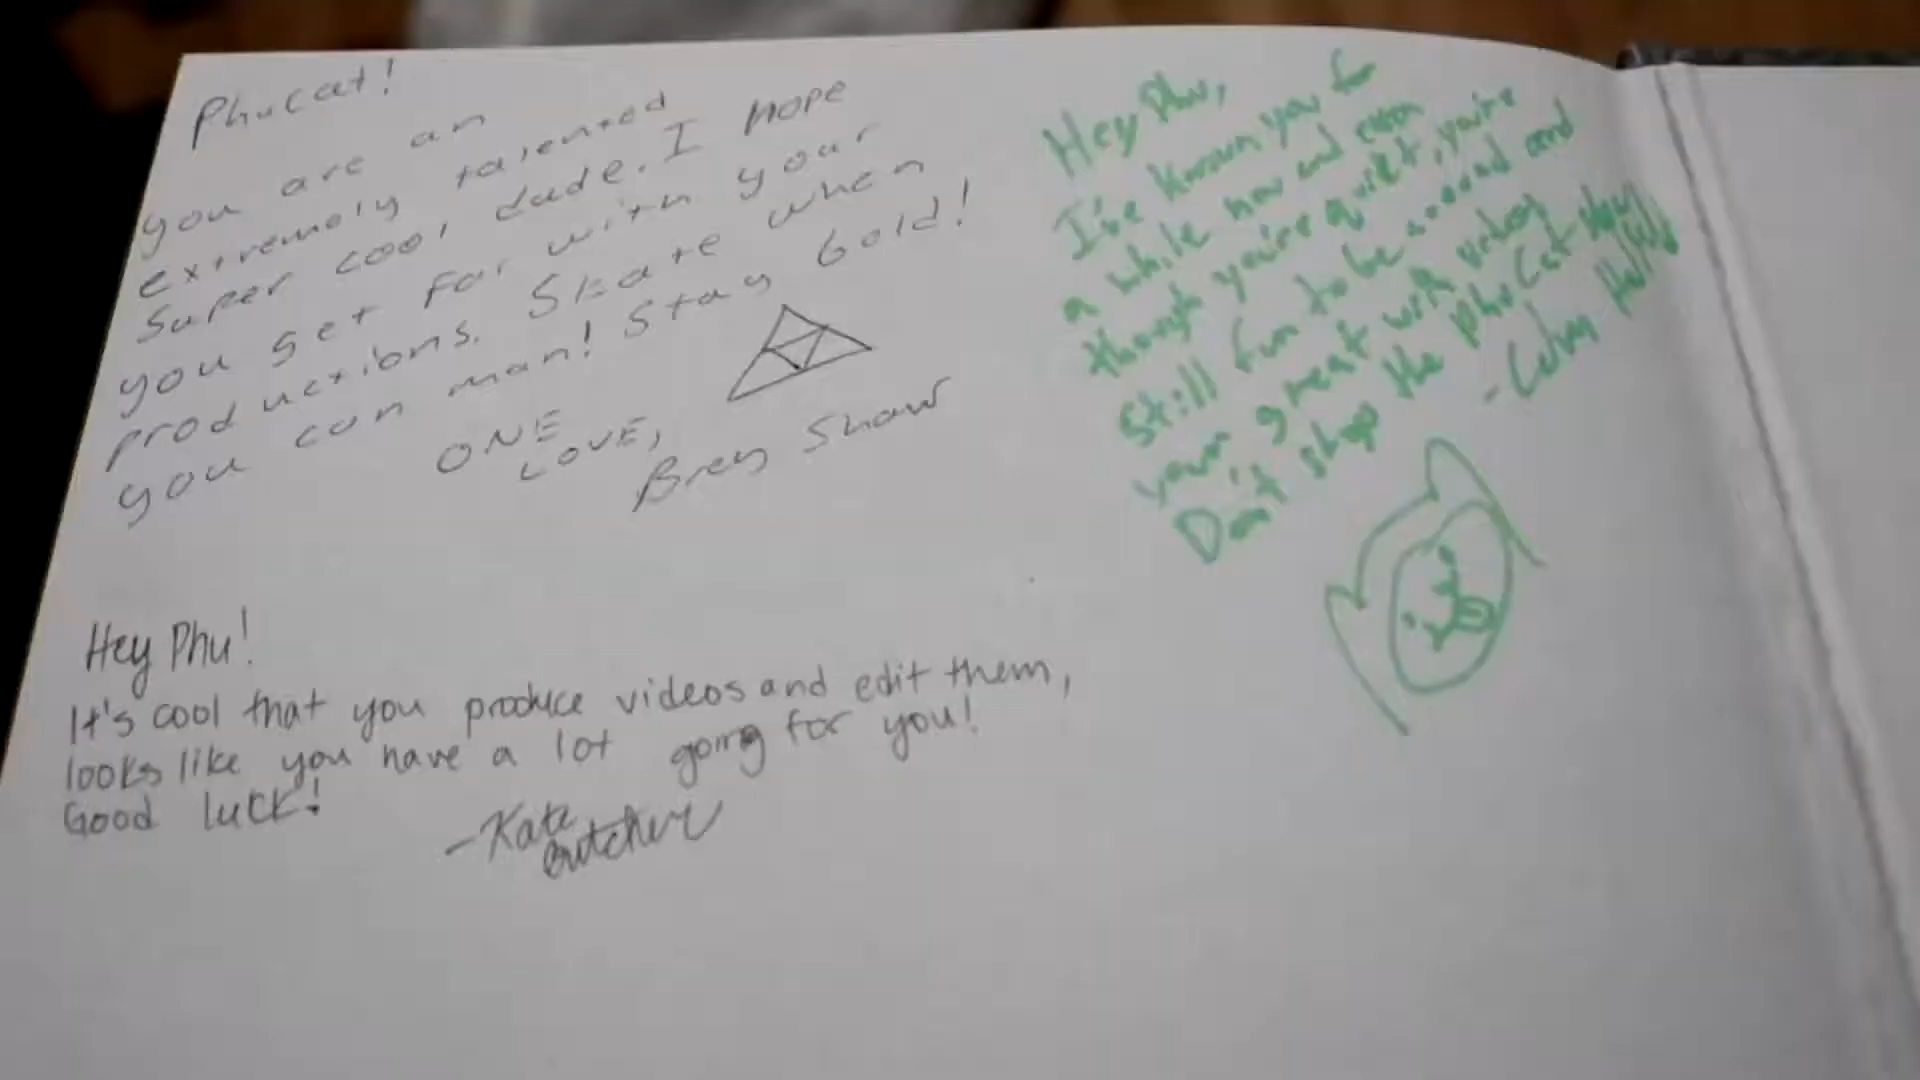 Phucat!
you are an
extremely talented
super cool dude. I hope
you get far with your
productions. Skate when
you can man! Stay Gold!
ONE
LOVE,
Brey Shaw
Hey Phu,
I've known you for
a while now and even
though you're quiet, you're
still fun to be around and
your great with video
Don't stop the phucat
Hey Phu!
It's cool that you produce videos and edit them,
looks like you have a lot going for you!
Good luck!
-Kate
Butcher